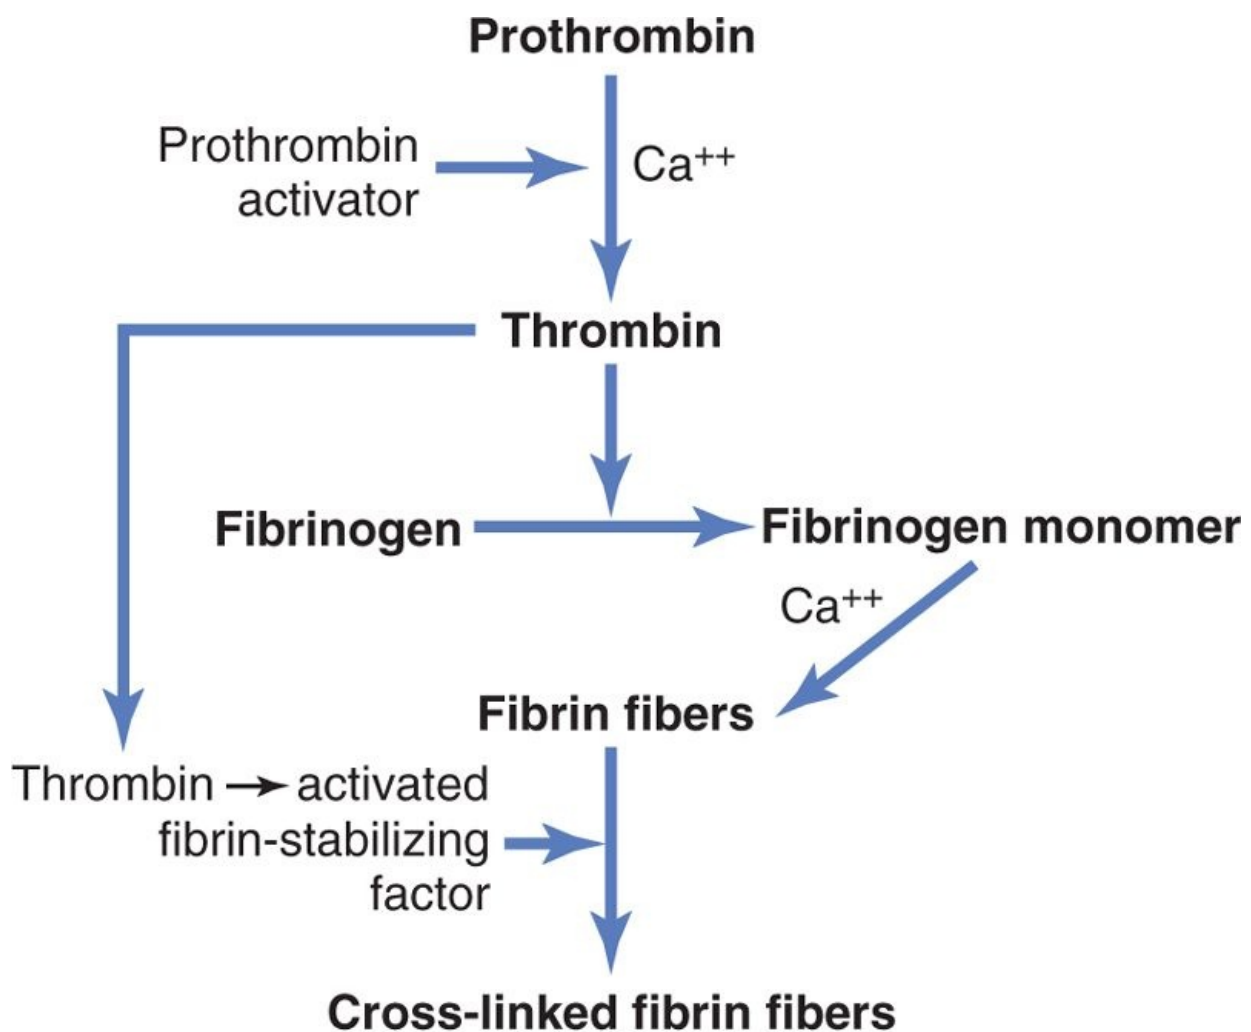 Prothrombin
Prothrombin
activator
Ca⁺⁺
Thrombin
Fibrinogen
Fibrinogen monomer
Ca⁺⁺
Fibrin fibers
Thrombin → activated
fibrin-stabilizing
factor
Cross-linked fibrin fibers